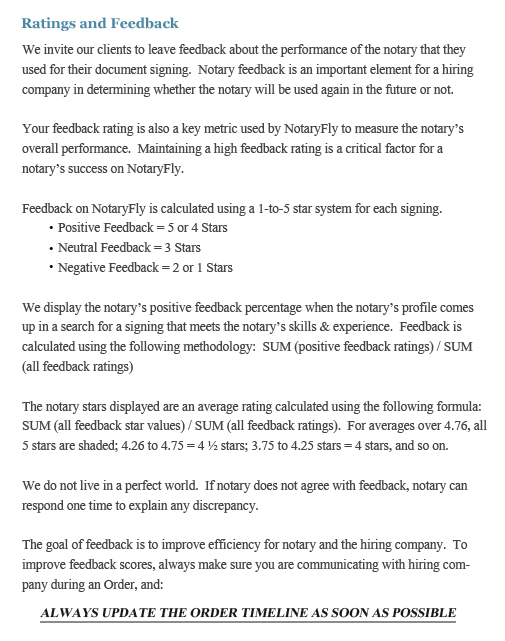 Ratings and Feedback
We invite our clients to leave feedback about the performance of the notary that they
used for their document signing.  Notary feedback is an important element for a hiring
company in determining whether the notary will be used again in the future or not.
Your feedback rating is also a key metric used by NotaryFly to measure the notary's
overall performance.  Maintaining a high feedback rating is a critical factor for a
notary's success on NotaryFly.
Feedback on NotaryFly is calculated using a 1-to-5 star system for each signing.
• Positive Feedback = 5 or 4 Stars
• Neutral Feedback = 3 Stars
• Negative Feedback = 2 or 1 Stars
We display the notary's positive feedback percentage when the notary's profile comes
up in a search for a signing that meets the notary's skills & experience.  Feedback is
calculated using the following methodology:  SUM (positive feedback ratings) / SUM
(all feedback ratings)
The notary stars displayed are an average rating calculated using the following formula:
SUM (all feedback star values) / SUM (all feedback ratings).  For averages over 4.76, all
5 stars are shaded; 4.26 to 4.75 = 4 ½ stars; 3.75 to 4.25 stars = 4 stars, and so on.
We do not live in a perfect world.  If notary does not agree with feedback, notary can
respond one time to explain any discrepancy.
The goal of feedback is to improve efficiency for notary and the hiring company.  To
improve feedback scores, always make sure you are communicating with hiring com-
pany during an Order, and:
ALWAYS UPDATE THE ORDER TIMELINE AS SOON AS POSSIBLE